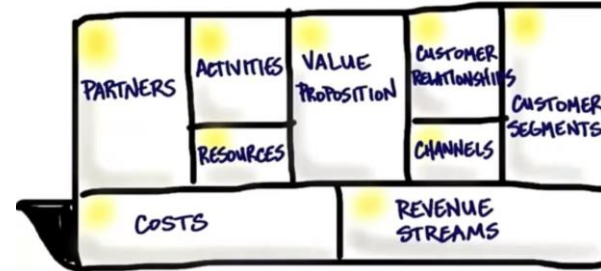 PARTNERS
ACTIVITIES
RESOURCES
VALUE
PROPOSITION
CUSTOMER
RELATIONSHIPS
CHANNELS
CUSTOMER
SEGMENTS
COSTS
REVENUE
STREAMS